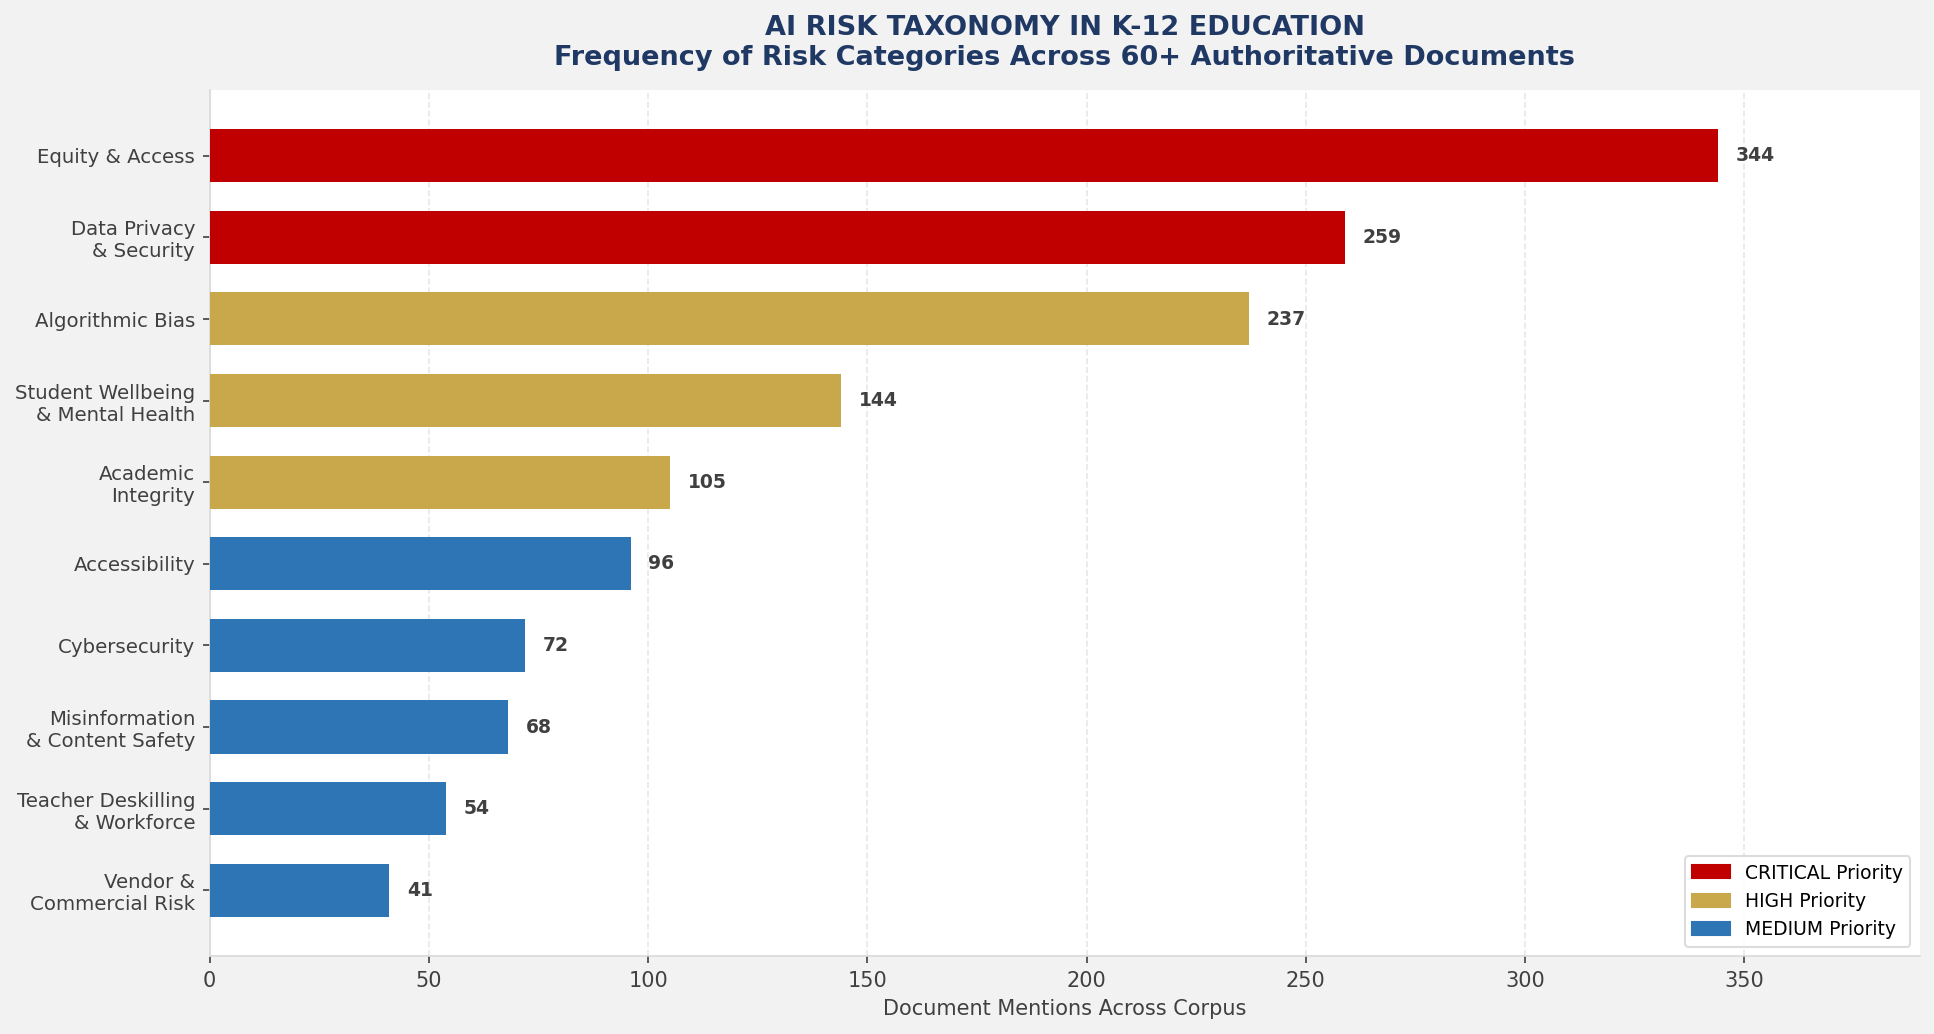 AI RISK TAXONOMY IN K-12 EDUCATION
Frequency of Risk Categories Across 60+ Authoritative Documents
Equity & Access
344
Data Privacy
& Security
259
Algorithmic Bias
237
Student Wellbeing
& Mental Health
144
Academic
Integrity
105
Accessibility
96
Cybersecurity
72
Misinformation
& Content Safety
68
Teacher Deskilling
& Workforce
54
Vendor &
Commercial Risk
41
CRITICAL Priority
HIGH Priority
MEDIUM Priority
0 50 100 150 200 250 300 350
Document Mentions Across Corpus